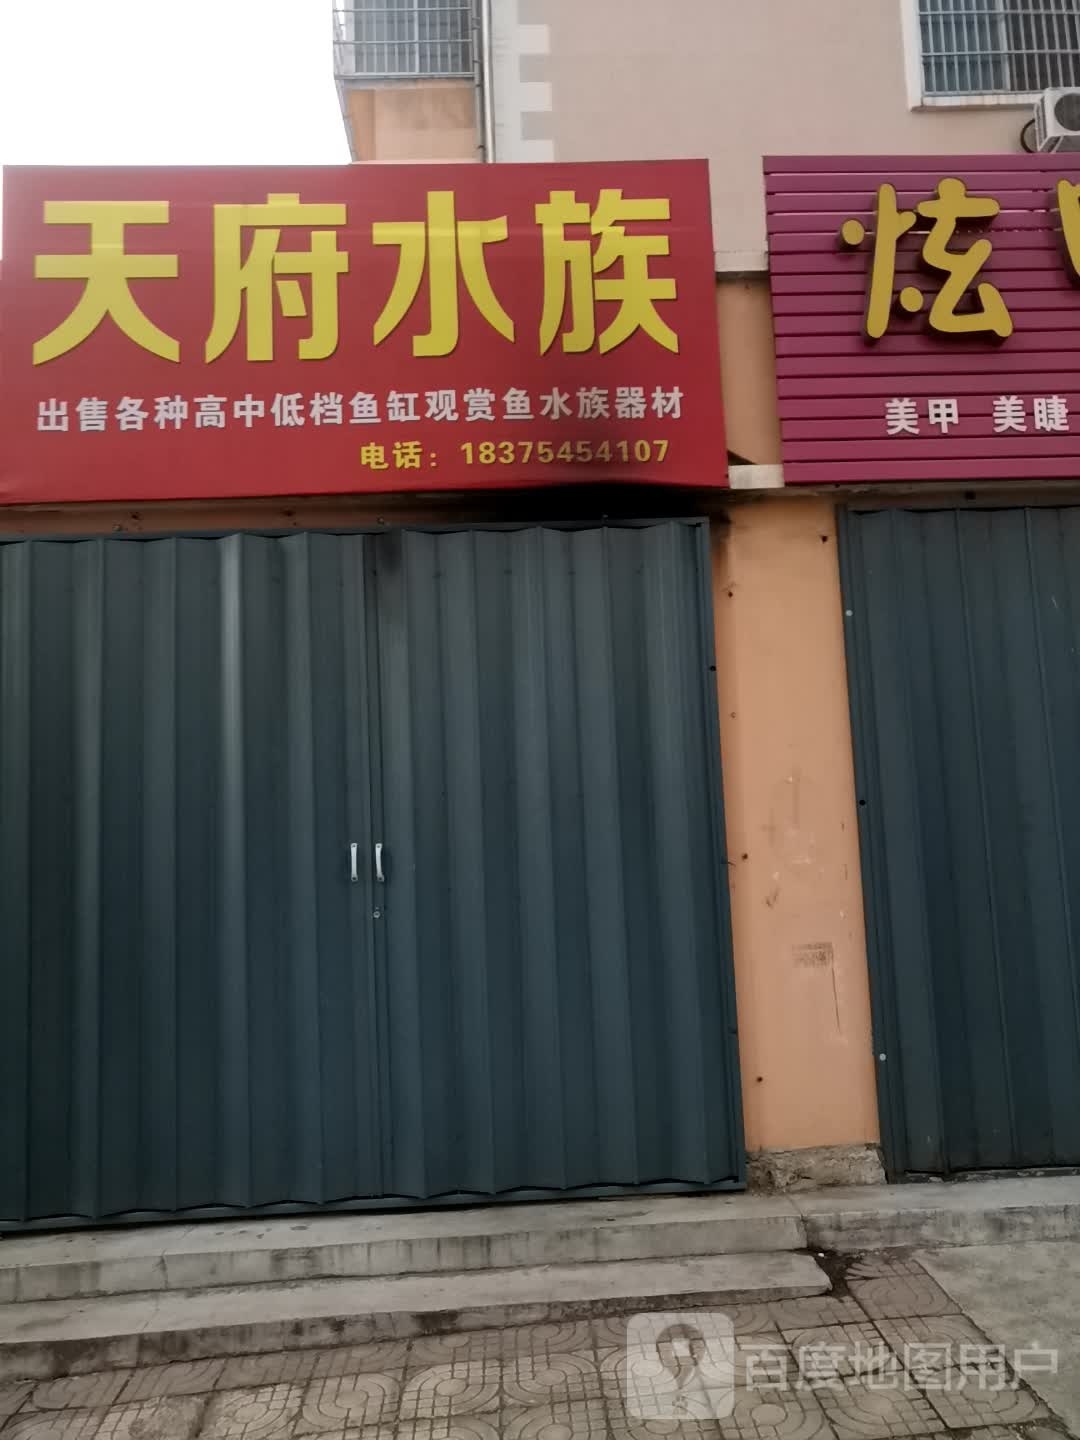 天府水族
出售各种高中低档鱼缸观赏鱼水族器材
电话：18375454107
炫
美甲 美睫
百度地图用户